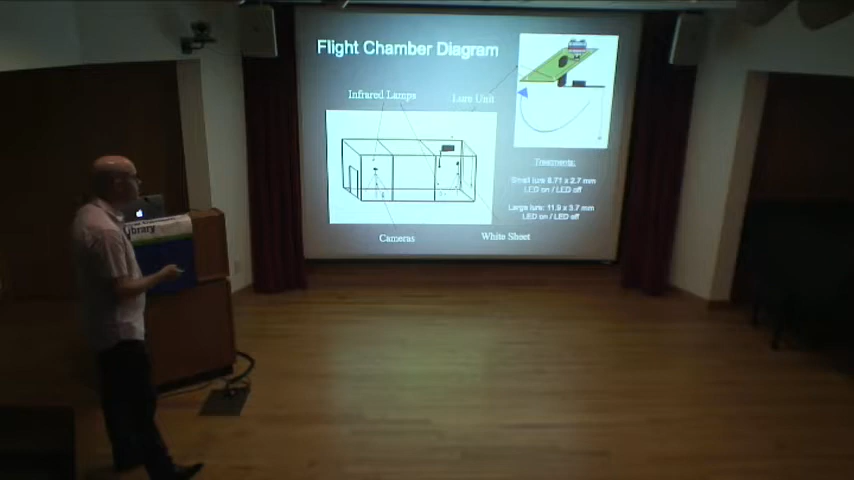 Flight Chamber Diagram
Infrared Lamps
Lure Unit
Treatments:
Small lure 8.71 x 2.7 mm
LED on / LED off
Large lure: 11.9 x 3.7 mm
LED on / LED off
Cameras
White Sheet
Library